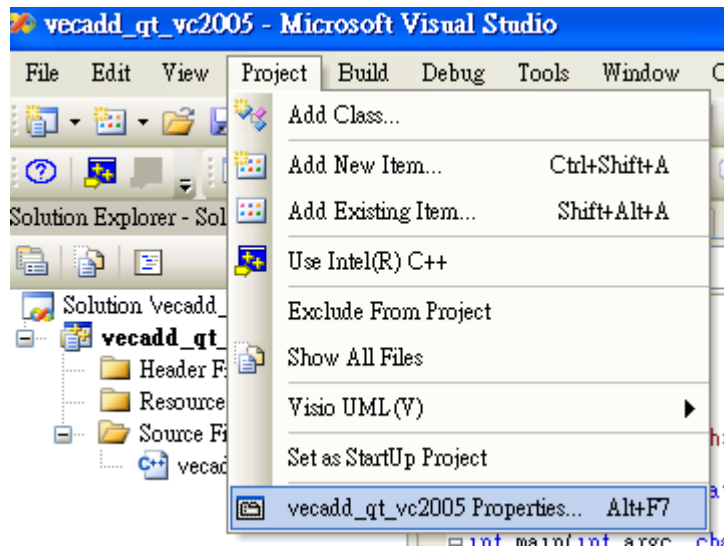 vecadd_qt_vc2005 - Microsoft Visual Studio
File Edit View Project Build Debug Tools Window
Add Class...
Add New Item... Ctrl+Shift+A
Add Existing Item... Shift+Alt+A
Solution Explorer - Sol
Use Intel(R) C++
Solution 'vecadd_
Exclude From Project
vecadd_qt_
Header F
Show All Files
Resource
Visio UML(V)
Source Fi
Set as StartUp Project
vecad
vecadd_qt_vc2005 Properties... Alt+F7
int main(int argc, cha